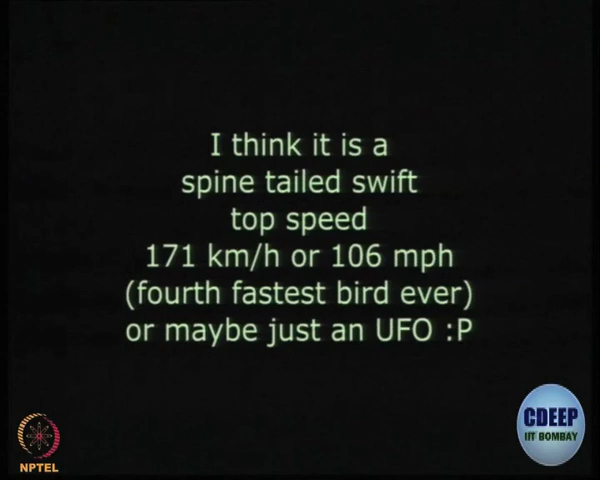 I think it is a
spine tailed swift
top speed
171 km/h or 106 mph
(fourth fastest bird ever)
or maybe just an UFO :P
NPTEL
CDEEP
IIT BOMBAY